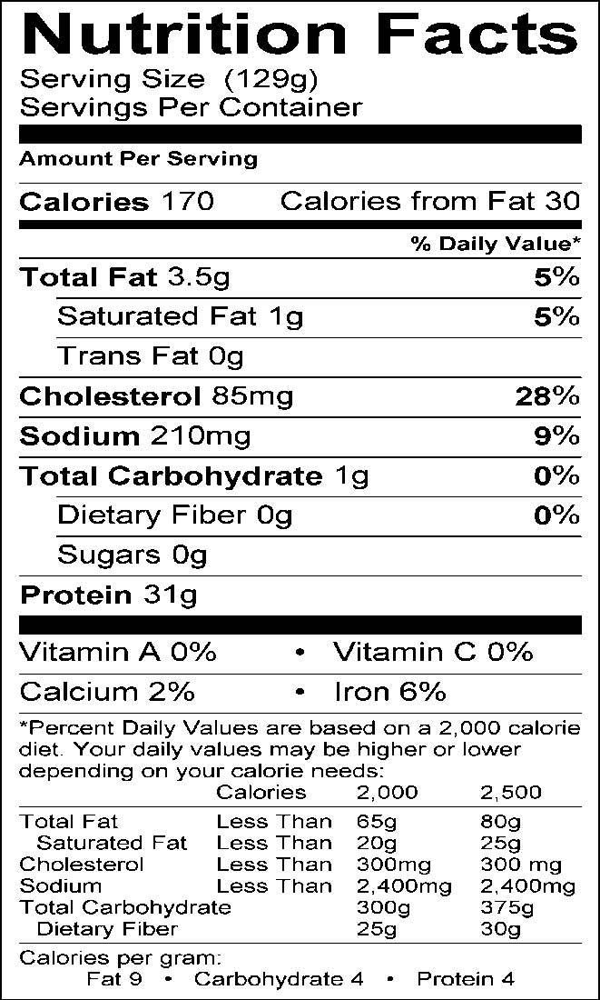 Nutrition Facts
Serving Size  (129g)
Servings Per Container
Amount Per Serving
Calories 170 Calories from Fat 30
% Daily Value*
Total Fat 3.5g 5%
Saturated Fat 1g 5%
Trans Fat 0g
Cholesterol 85mg 28%
Sodium 210mg 9%
Total Carbohydrate 1g 0%
Dietary Fiber 0g 0%
Sugars 0g
Protein 31g
Vitamin A 0% • Vitamin C 0%
Calcium 2% • Iron 6%
*Percent Daily Values are based on a 2,000 calorie
diet. Your daily values may be higher or lower
depending on your calorie needs:
Calories 2,000 2,500
Total Fat Less Than 65g 80g
Saturated Fat Less Than 20g 25g
Cholesterol Less Than 300mg 300 mg
Sodium Less Than 2,400mg 2,400mg
Total Carbohydrate 300g 375g
Dietary Fiber 25g 30g
Calories per gram:
Fat 9 • Carbohydrate 4 • Protein 4